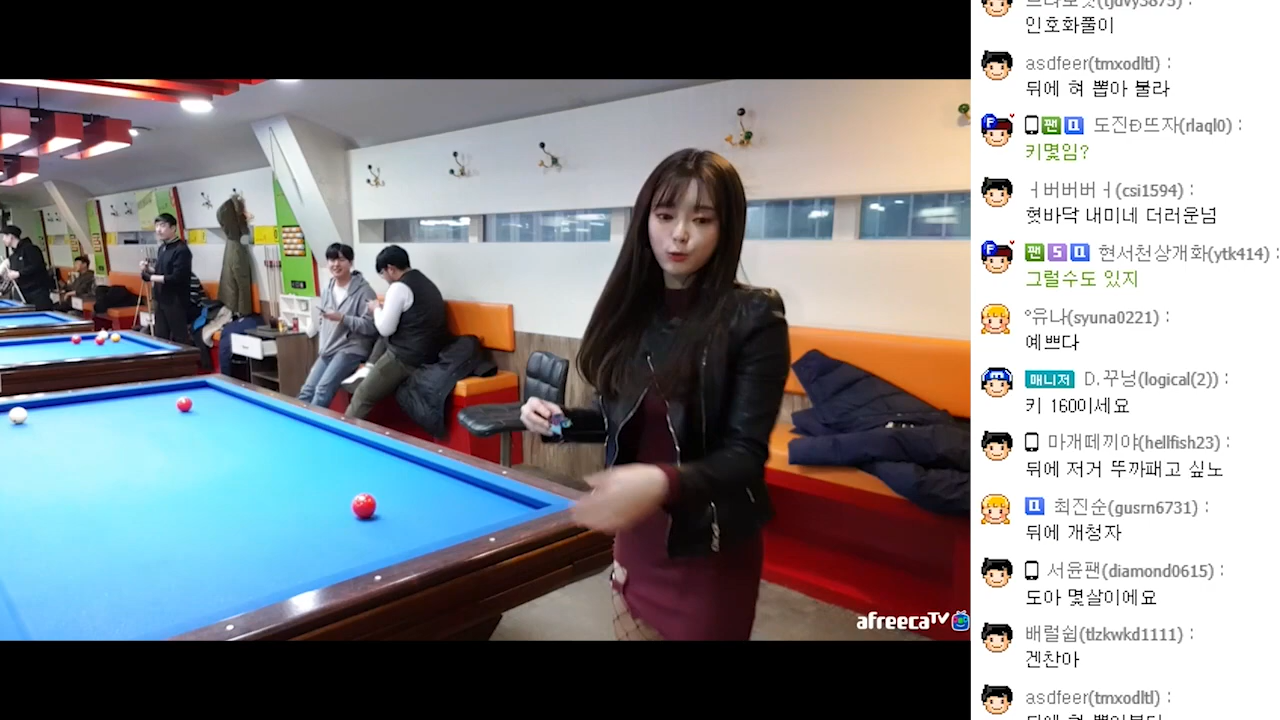 인호화풀이
asdfeer(tmxodltl) :
뒤에 혀 뽑아 불라
팬 Q 도진Ð뜨자(rlaql0) :
키몇임?
ㅓ버버버ㅓ(csi1594) :
혓바닥 내미네 더러운넘
팬 S Q 현서천상개화(ytk414) :
그럴수도 있지
°유나(syuna0221) :
예쁘다
매니저 D.꾸넝(logical(2)) :
키 160이세요
마개떼끼야(hellfish23) :
뒤에 저거 뚜까패고 싶노
Q 최진순(gusrn6731) :
뒤에 개청자
서윤팬(diamond0615) :
도아 몇살이에요
배럴쉽(tlzkwkd1111) :
겐찬아
asdfeer(tmxodltl) :
afreecaTV